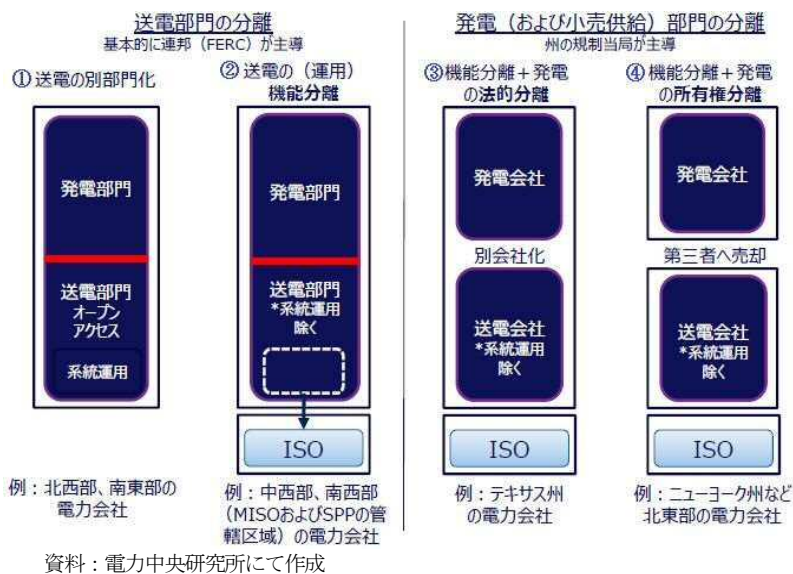 送電部門の分離
基本的に連邦（FERC）が主導
① 送電の別部門化
発電部門
送電部門
オープン
アクセス
系統運用
例：北西部、南東部の
電力会社
② 送電の（運用）
機能分離
発電部門
送電部門
*系統運用
除く
ISO
例：中西部、南西部
（MISOおよびSPPの管
轄区域）の電力会社
発電（および小売供給）部門の分離
州の規制当局が主導
③機能分離＋発電
の法的分離
発電会社
別会社化
送電会社
*系統運用
除く
ISO
例：テキサス州
の電力会社
④機能分離＋発電
の所有権分離
発電会社
第三者へ売却
送電会社
*系統運用
除く
ISO
例：ニューヨーク州など
北東部の電力会社
資料：電力中央研究所にて作成